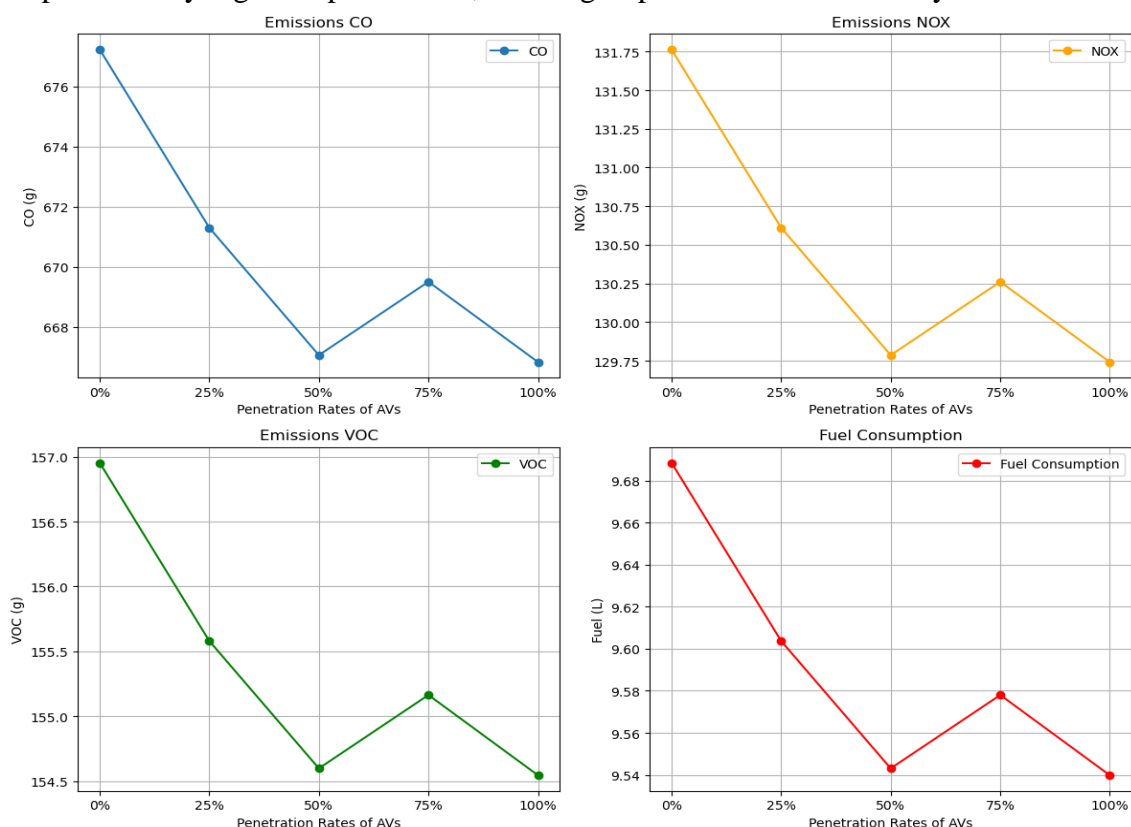 Emissions CO
CO
676
674
672
670
668
CO (g)
0% 25% 50% 75% 100%
Penetration Rates of AVs
Emissions NOX
NOX
131.75
131.50
131.25
131.00
130.75
130.50
130.25
130.00
129.75
NOX (g)
0% 25% 50% 75% 100%
Penetration Rates of AVs
Emissions VOC
VOC
157.0
156.5
156.0
155.5
155.0
154.5
VOC (g)
0% 25% 50% 75% 100%
Penetration Rates of AVs
Fuel Consumption
Fuel Consumption
9.68
9.66
9.64
9.62
9.60
9.58
9.56
9.54
Fuel (L)
0% 25% 50% 75% 100%
Penetration Rates of AVs